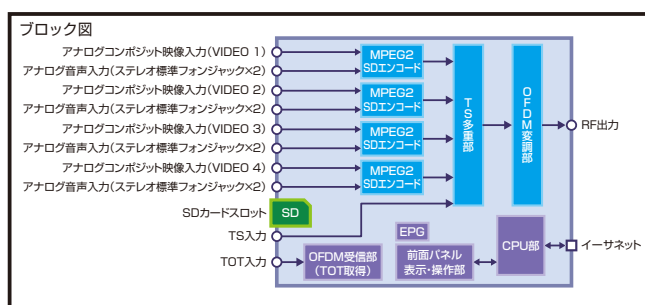 ブロック図
アナログコンポジット映像入力(VIDEO 1)
アナログ音声入力(ステレオ標準フォンジャック×2)
アナログコンポジット映像入力(VIDEO 2)
アナログ音声入力(ステレオ標準フォンジャック×2)
アナログコンポジット映像入力(VIDEO 3)
アナログ音声入力(ステレオ標準フォンジャック×2)
アナログコンポジット映像入力(VIDEO 4)
アナログ音声入力(ステレオ標準フォンジャック×2)
SDカードスロット
TS入力
TOT入力
MPEG2
SDエンコード
MPEG2
SDエンコード
MPEG2
SDエンコード
MPEG2
SDエンコード
TS多重部
OFDM変調部
RF出力
SD
EPG
OFDM受信部
(TOT取得)
前面パネル
表示・操作部
CPU部
イーサネット